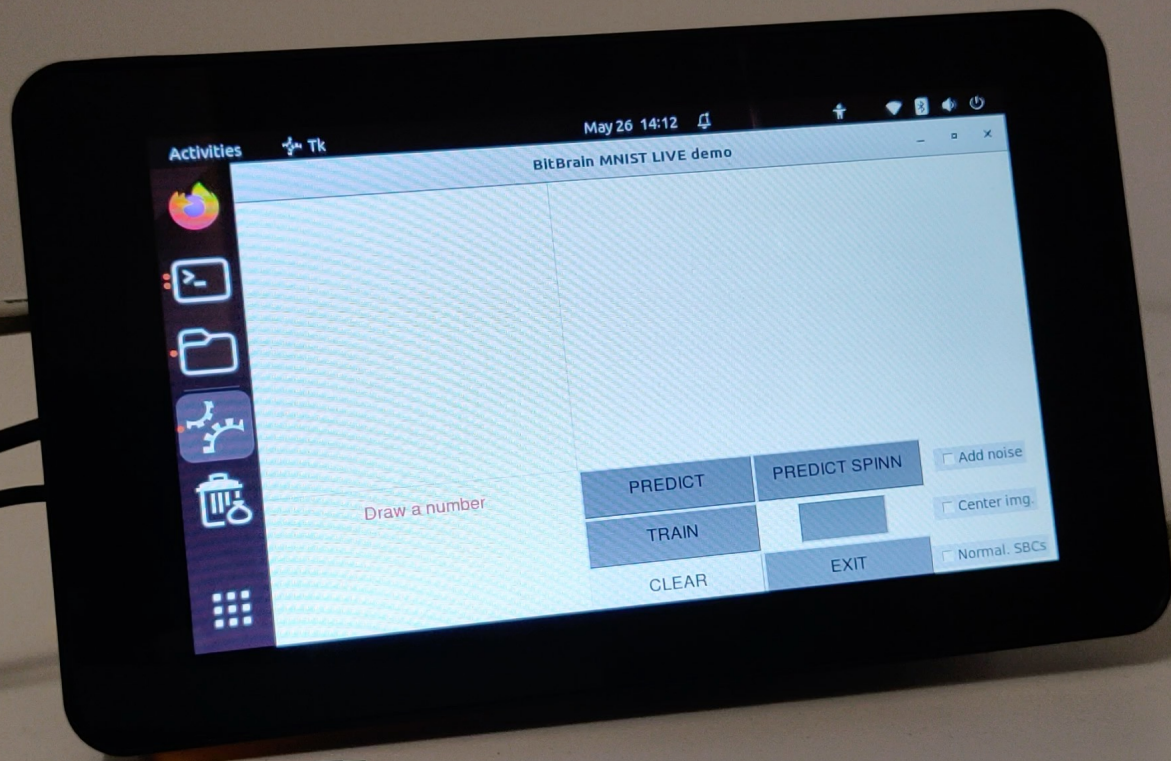 Activities Tk May 26 14:12
BitBrain MNIST LIVE demo
Draw a number
PREDICT PREDICT SPINN Add noise
TRAIN Center img.
CLEAR EXIT Normal. SBCs